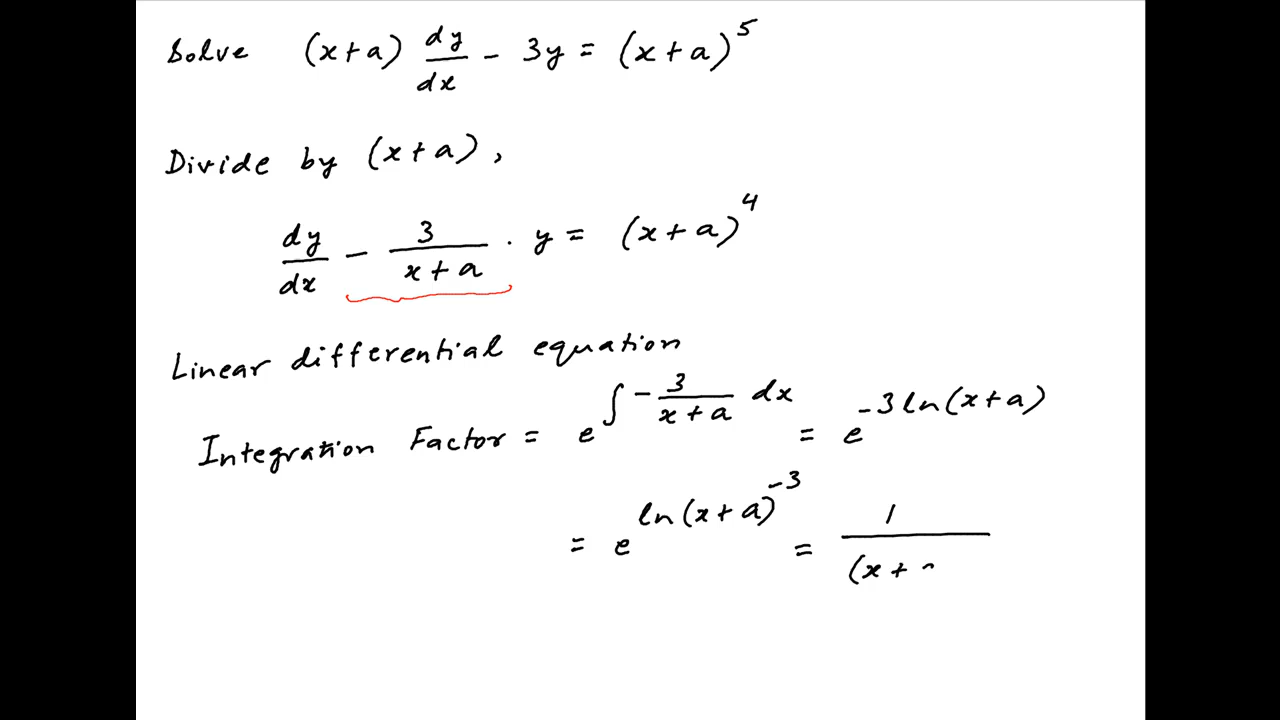 Solve (x+a) dy/dx - 3y = (x+a)^5
Divide by (x+a),
dy/dx - 3/(x+a) . y = (x+a)^4
Linear differential equation
Integration Factor = e^(∫ -3/(x+a) dx) = e^(-3 ln(x+a))
= e^(ln(x+a)^-3) = 1/(x+